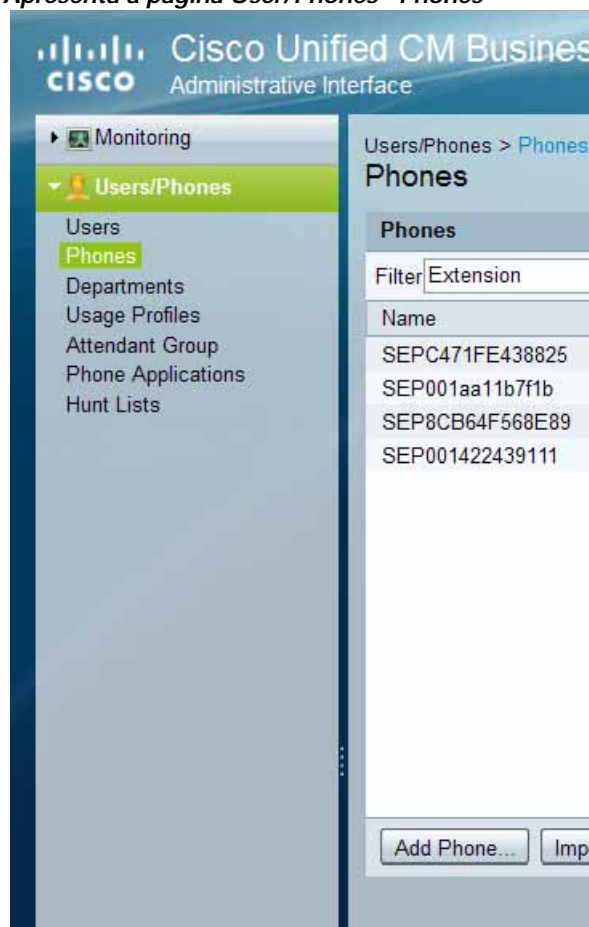 Apresenta a página User/Phones - Phones
CISCO
Cisco Unified CM Busines
Administrative Interface
Monitoring
Users/Phones
Users
Phones
Departments
Usage Profiles
Attendant Group
Phone Applications
Hunt Lists
Users/Phones > Phones
Phones
Phones
Filter Extension
Name
SEPC471FE438825
SEP001aa11b7f1b
SEP8CB64F568E89
SEP001422439111
Add Phone... Imp